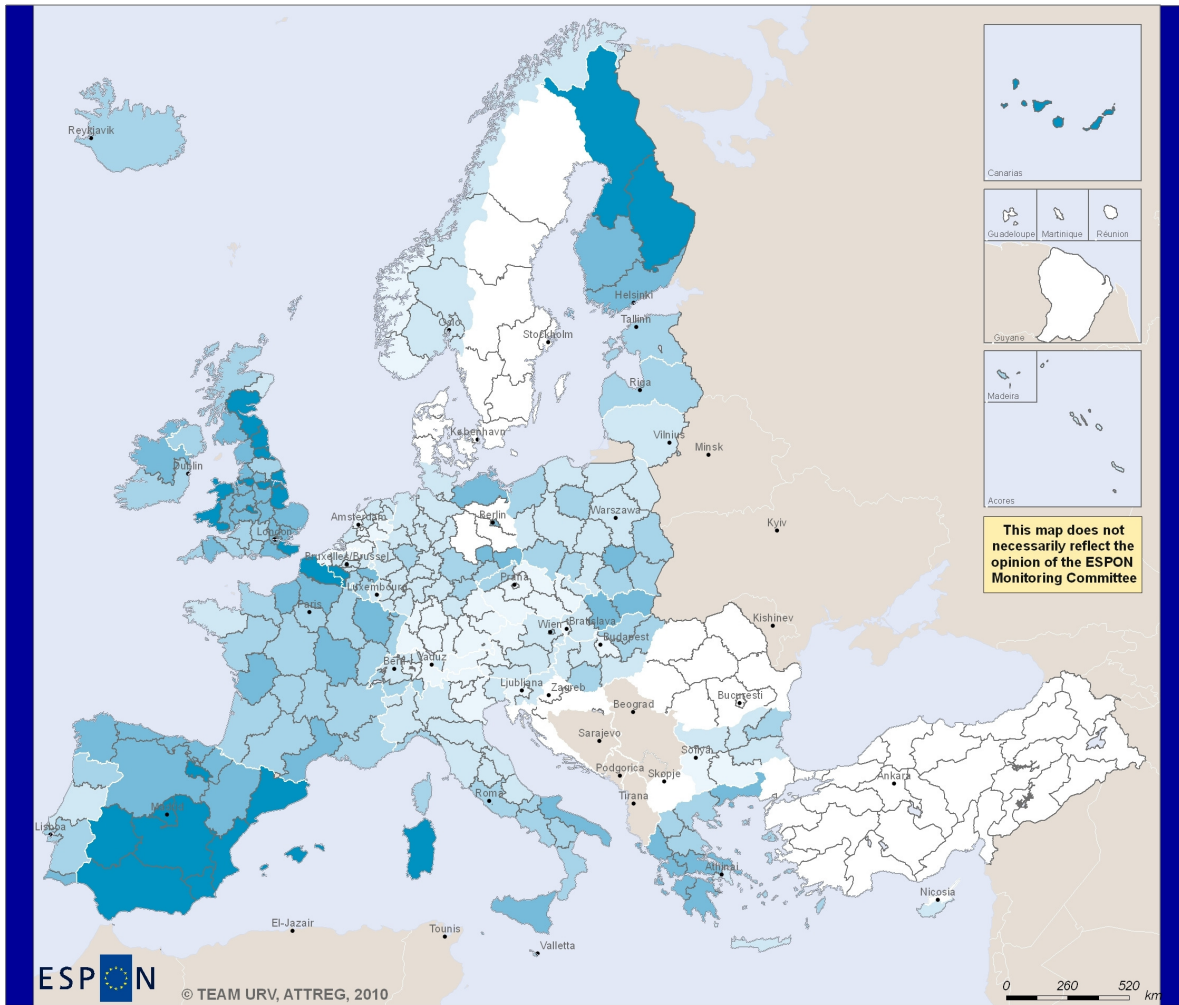 Reykjavik
Canarias
Guadeloupe
Martinique
Réunion
Guyane
Helsinki
Tallinn
Oslo
Stockholm
Riga
Madeira
København
Vilnius
Minsk
Dublin
Acores
Amsterdam
Berlin
Warszawa
London
Kyiv
This map does not
necessarily reflect the
opinion of the ESPON
Monitoring Committee
Bruxelles/Brussel
Luxembourg
Praha
Paris
Kishinev
Wien
Bratislava
Budapest
Bern
Vaduz
Ljubljana
Zagreb
Bucuresti
Beograd
Sarajevo
Sofiya
Podgorica
Skopje
Ankara
Tirana
Roma
Madrid
Lisboa
Athinai
Nicosia
El-Jazair
Tounis
Valletta
ESPON
© TEAM URV, ATTREG, 2010
0 260 520
km